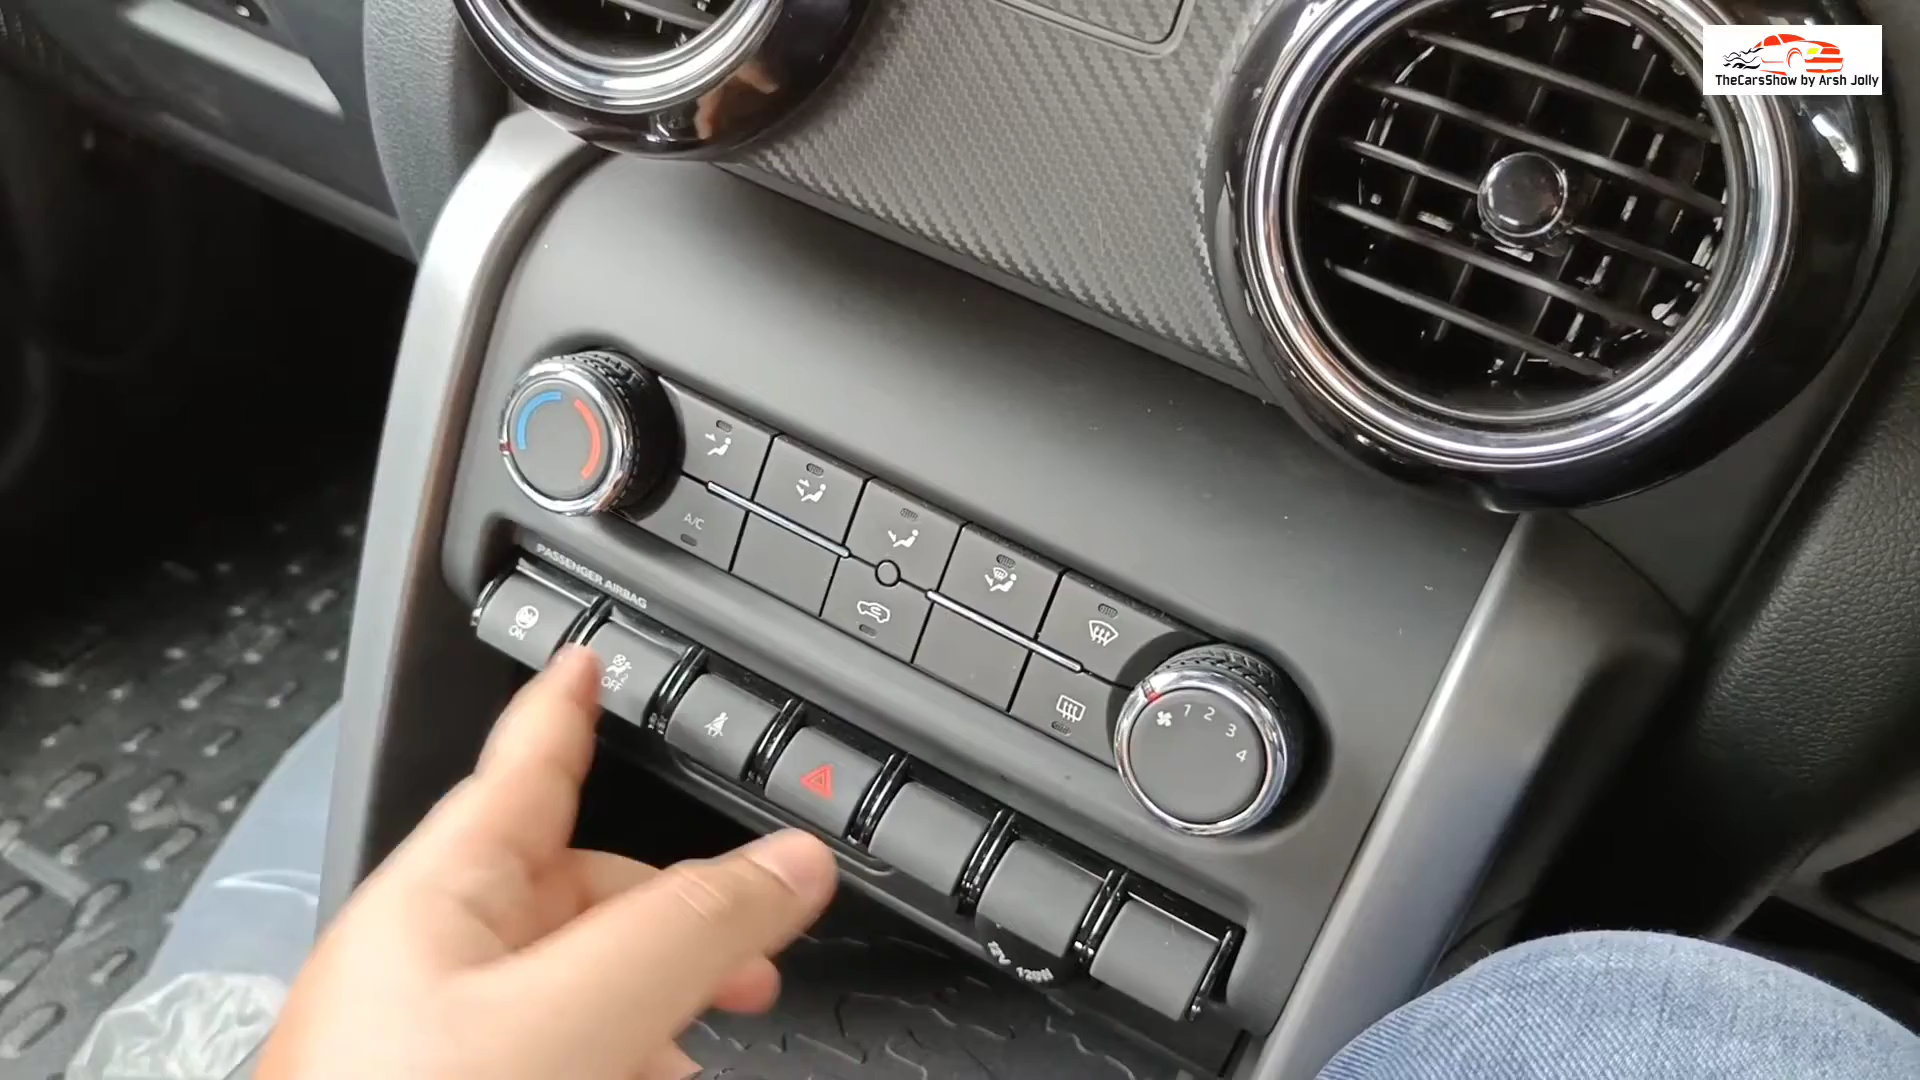 TheCarsShow by Arsh Jolly
A/C
PASSENGER AIRBAG
ON
OFF
1 2 3 4
12V 120W